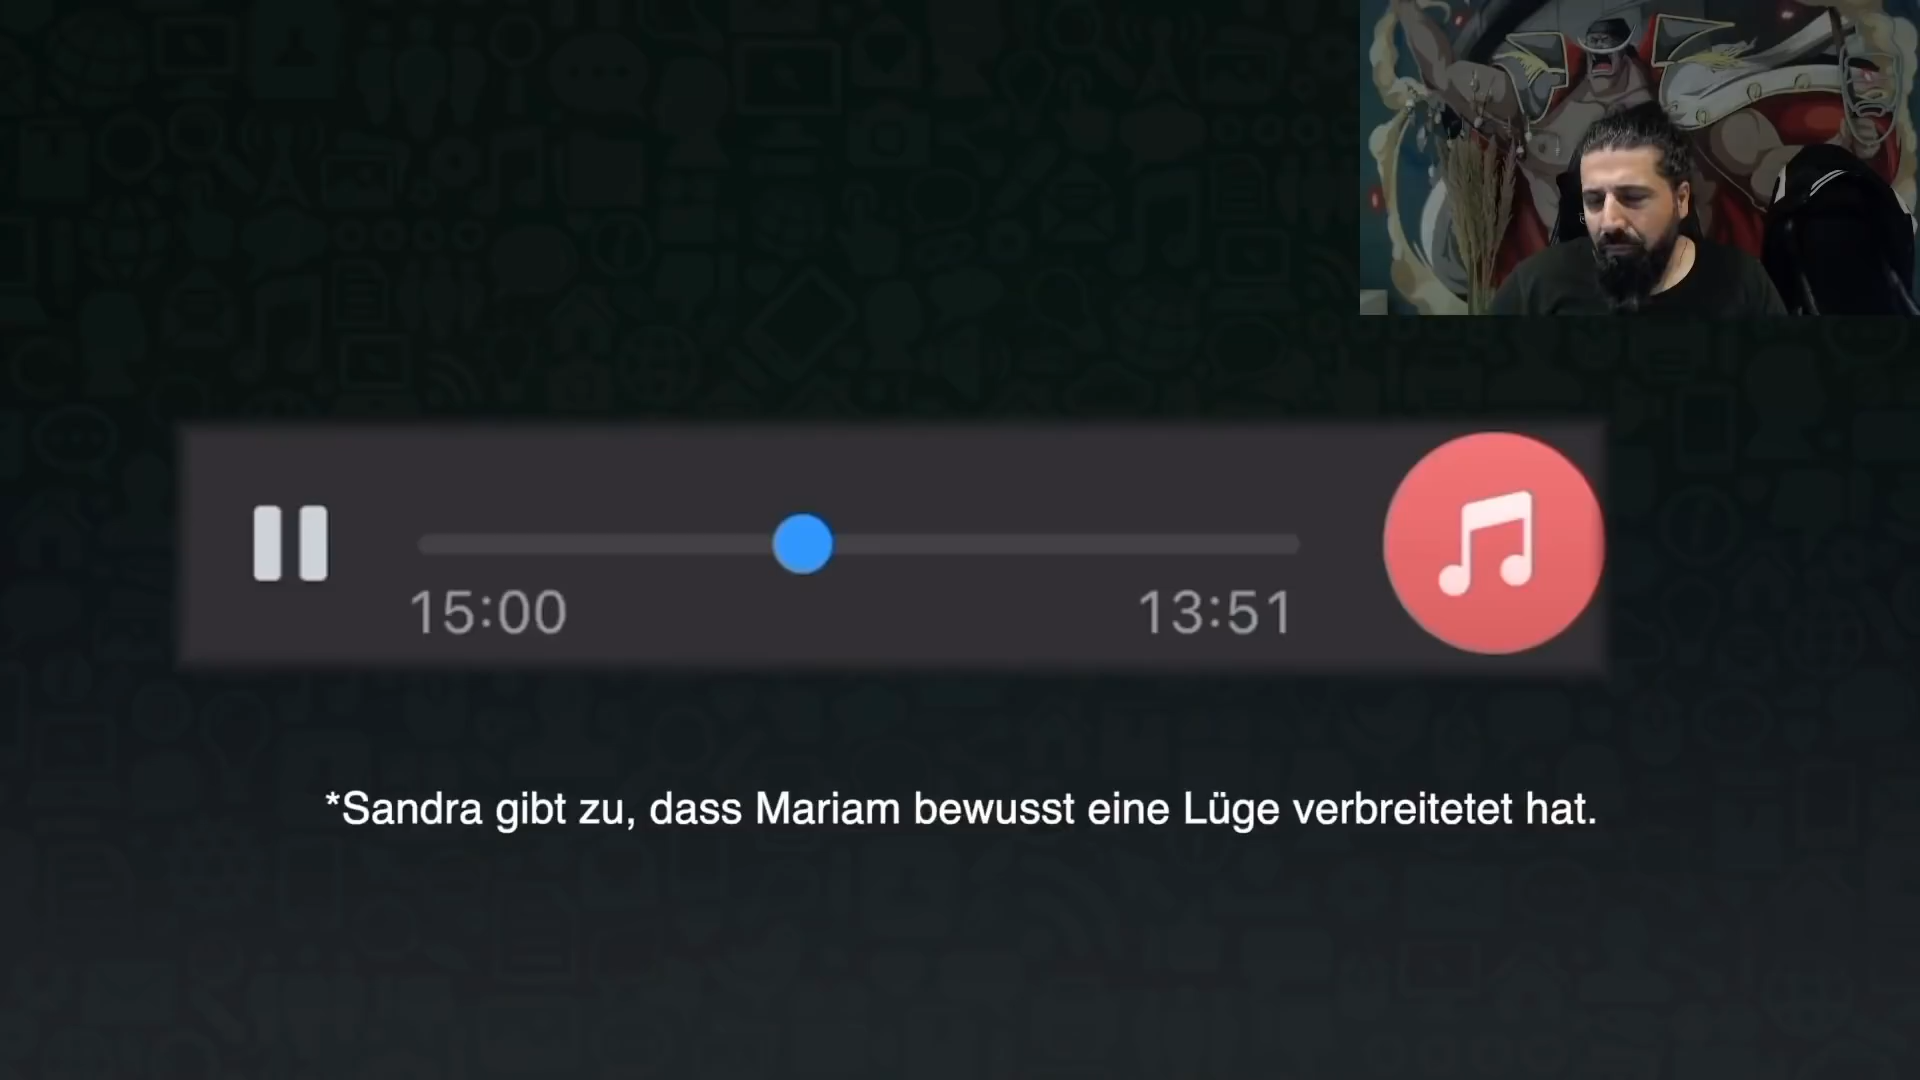 15:00
13:51
*Sandra gibt zu, dass Mariam bewusst eine Lüge verbreitetet hat.